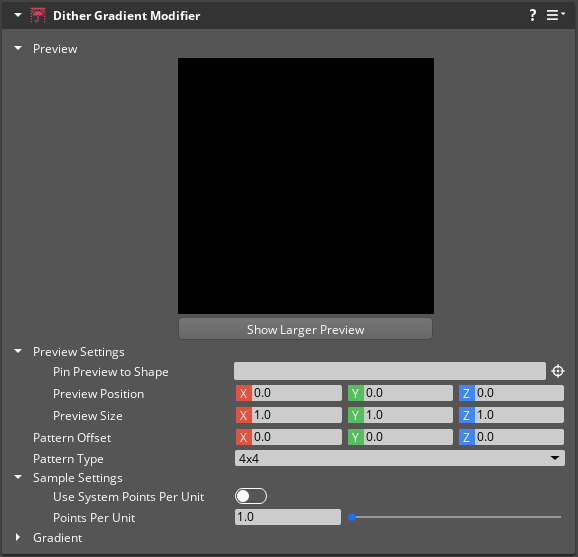 Dither Gradient Modifier ?
Preview
Show Larger Preview
Preview Settings
Pin Preview to Shape
Preview Position X 0.0 Y 0.0 Z 0.0
Preview Size X 1.0 Y 1.0 Z 1.0
Pattern Offset X 0.0 Y 0.0 Z 0.0
Pattern Type 4x4
Sample Settings
Use System Points Per Unit
Points Per Unit 1.0
Gradient